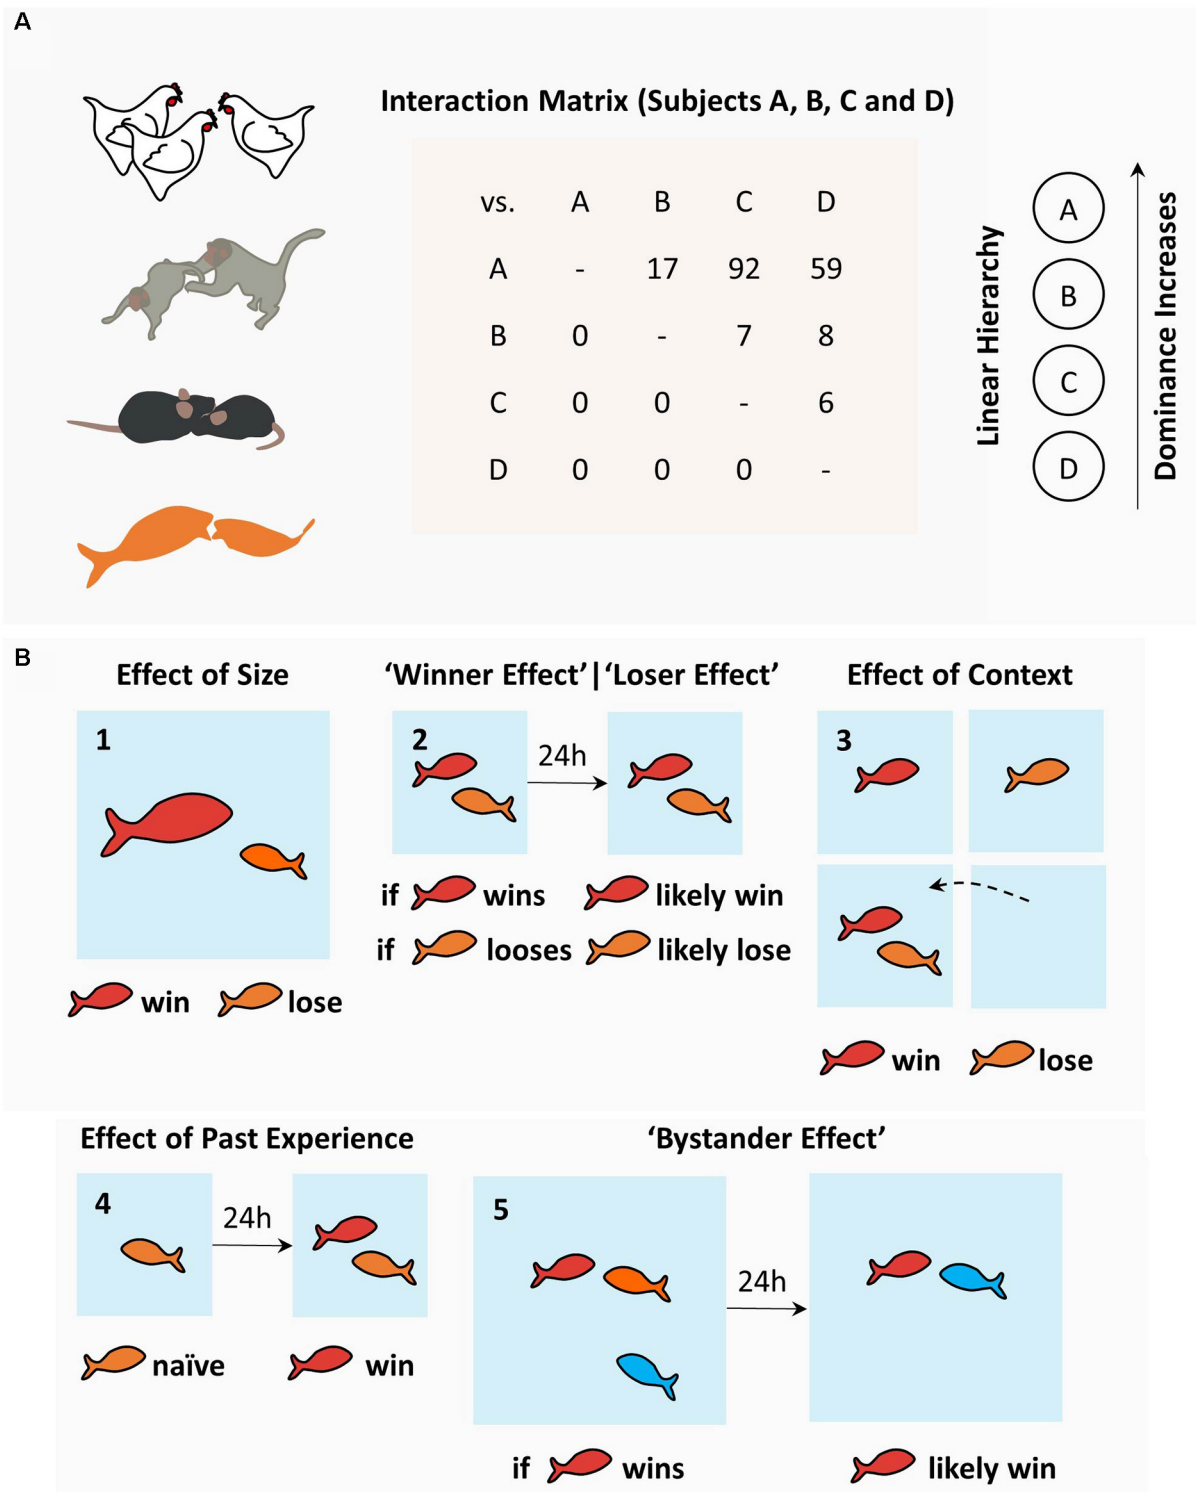 A
Interaction Matrix (Subjects A, B, C and D)
vs. A B C D
A - 17 92 59
B 0 - 7 8
C 0 0 - 6
D 0 0 0 -
Linear Hierarchy
A
B
C
D
Dominance Increases
B
Effect of Size
1
win lose
‘Winner Effect’|‘Loser Effect’
2
24h
if wins likely win
if looses likely lose
Effect of Context
3
win lose
Effect of Past Experience
4
24h
naïve win
‘Bystander Effect’
5
24h
if wins likely win